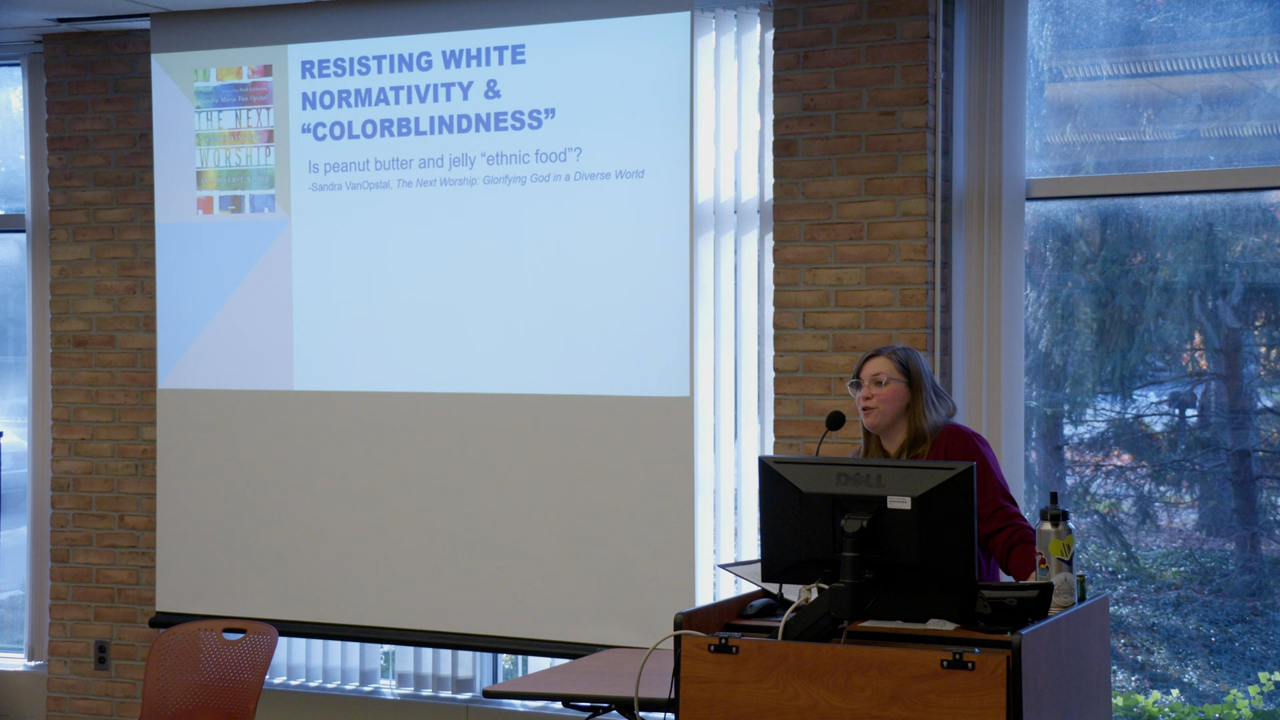 RESISTING WHITE
NORMATIVITY &
“COLORBLINDNESS”
Is peanut butter and jelly “ethnic food”?
-Sandra VanOpstal, The Next Worship: Glorifying God in a Diverse World
THE NEXT
WORSHIP
DELL